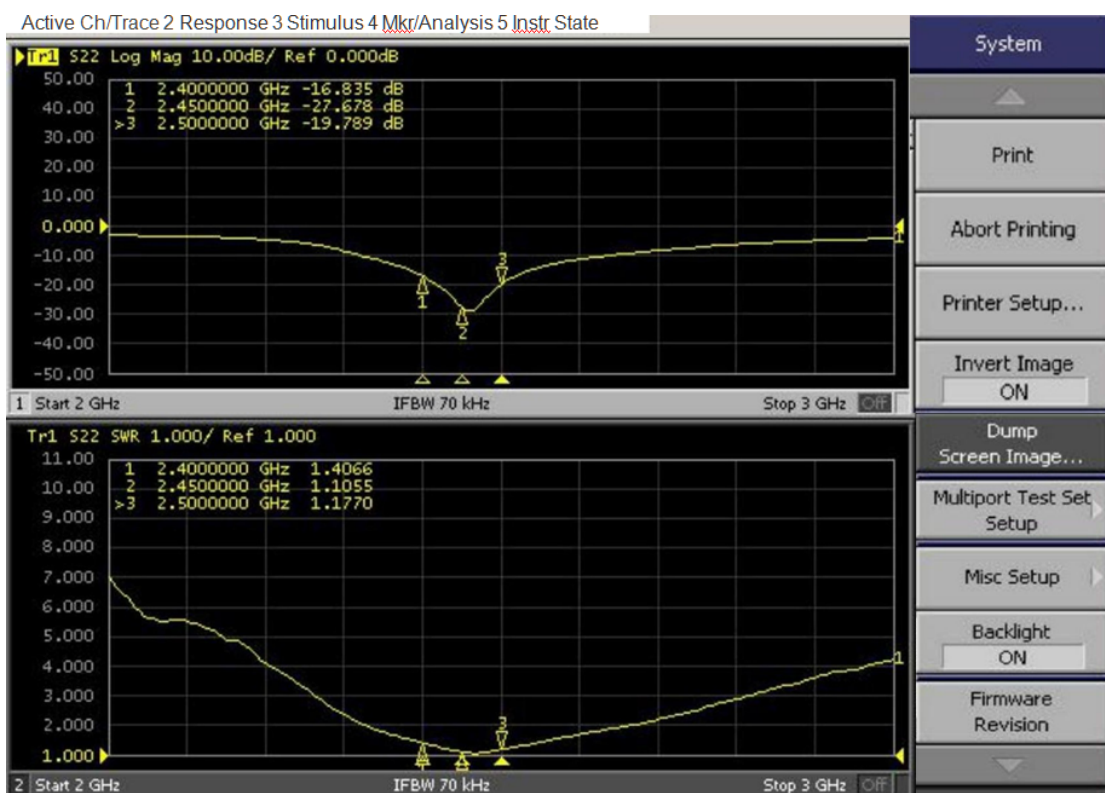 Active Ch/Trace 2 Response 3 Stimulus 4 Mkr/Analysis 5 Instr State
Tr1 S22 Log Mag 10.00dB/ Ref 0.000dB
50.00
40.00
30.00
20.00
10.00
0.000
-10.00
-20.00
-30.00
-40.00
-50.00
1 2.4000000 GHz -16.835 dB
2 2.4500000 GHz -27.678 dB
>3 2.5000000 GHz -19.789 dB
3
1
2
1
1 Start 2 GHz IFBW 70 kHz Stop 3 GHz Off
Tr1 S22 SWR 1.000/ Ref 1.000
11.00
10.00
9.000
8.000
7.000
6.000
5.000
4.000
3.000
2.000
1.000
1 2.4000000 GHz 1.4066
2 2.4500000 GHz 1.1055
>3 2.5000000 GHz 1.1770
3
1
2 Start 2 GHz IFBW 70 kHz Stop 3 GHz Off
System
Print
Abort Printing
Printer Setup...
Invert Image
ON
Dump
Screen Image...
Multiport Test Set
Setup
Misc Setup
Backlight
ON
Firmware
Revision